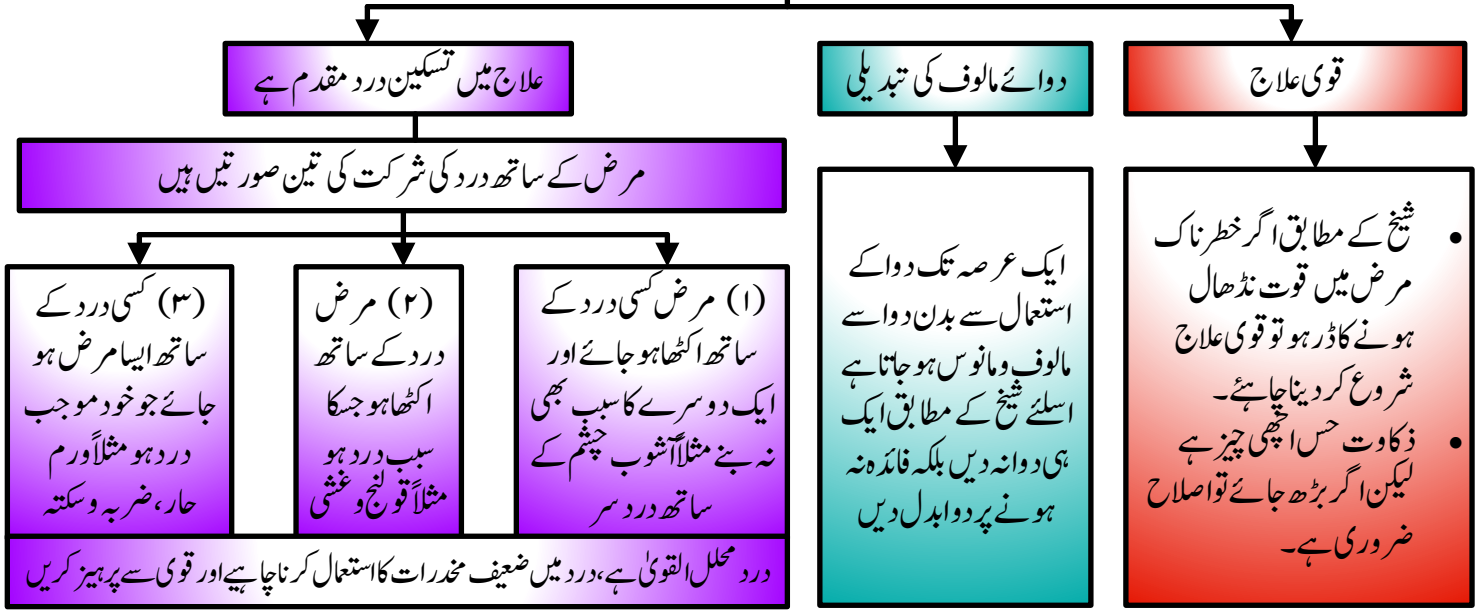 قوی علاج
شیخ کے مطابق اگر خطرناک
مرض میں قوت نڈھال
ہونے کا ڈر ہو تو قوی علاج
شروع کر دینا چاہئے۔
ذکاوت حس اچھی چیز ہے
لیکن اگر بڑھ جائے تو اصلاح
ضروری ہے۔
دوائے مالوف کی تبدیلی
ایک عرصہ تک دوا کے
استعمال سے بدن دوا سے
مالوف و مانوس ہو جاتا ہے
اسلئے شیخ کے مطابق ایک
ہی دوا نہ دیں بلکہ فائدہ نہ
ہونے پر دوا بدل دیں
علاج میں تسکین درد مقدم ہے
مرض کے ساتھ درد کی شرکت کی تین صورتیں ہیں
(۱) مرض کسی درد کے
ساتھ اکٹھا ہو جائے اور
ایک دوسرے کا سبب بھی
نہ بنے مثلاً آشوب چشم کے
ساتھ درد سر
(۲) مرض
درد کے ساتھ
اکٹھا ہو جسکا
سبب درد ہو
مثلاً قولنج و غشی
(۳) کسی درد کے
ساتھ ایسا مرض ہو
جائے جو خود موجب
درد ہو مثلاً ورم
حار، ضربہ و سکتہ
درد محلل القویٰ ہے، درد میں ضعیف مخدرات کا استعمال کرنا چاہیے اور قوی سے پرہیز کریں